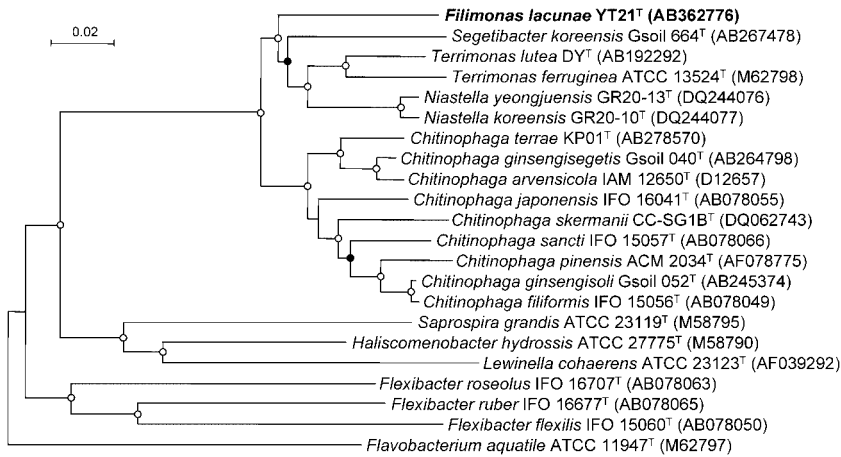 Filimonas lacunae YT21ᵀ (AB362776)
0.02
Segetibacter koreensis Gsoil 664ᵀ (AB267478)
Terrimonas lutea DYᵀ (AB192292)
Terrimonas ferruginea ATCC 13524ᵀ (M62798)
Niastella yeongjuensis GR20-13ᵀ (DQ244076)
Niastella koreensis GR20-10ᵀ (DQ244077)
Chitinophaga terrae KP01ᵀ (AB278570)
Chitinophaga ginsengisegetis Gsoil 040ᵀ (AB264798)
Chitinophaga arvensicola IAM 12650ᵀ (D12657)
Chitinophaga japonensis IFO 16041ᵀ (AB078055)
Chitinophaga skermanii CC-SG1Bᵀ (DQ062743)
Chitinophaga sancti IFO 15057ᵀ (AB078066)
Chitinophaga pinensis ACM 2034ᵀ (AF078775)
Chitinophaga ginsengisoli Gsoil 052ᵀ (AB245374)
Chitinophaga filiformis IFO 15056ᵀ (AB078049)
Saprospira grandis ATCC 23119ᵀ (M58795)
Haliscomenobacter hydrossis ATCC 27775ᵀ (M58790)
Lewinella cohaerens ATCC 23123ᵀ (AF039292)
Flexibacter roseolus IFO 16707ᵀ (AB078063)
Flexibacter ruber IFO 16677ᵀ (AB078065)
Flexibacter flexilis IFO 15060ᵀ (AB078050)
Flavobacterium aquatile ATCC 11947ᵀ (M62797)